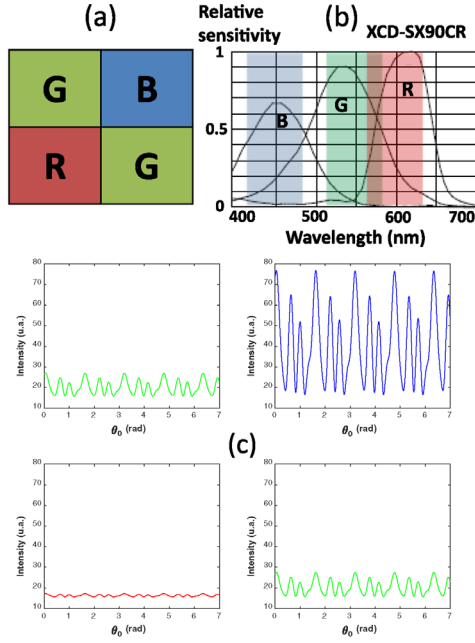 (a)
Relative
sensitivity
(b)
XCD-SX90CR
G
B
R
G
1
0.5
0
B
G
R
400
500
600
700
Wavelength (nm)
80
70
60
50
40
30
20
10
Intensity (u.a.)
0 1 2 3 4 5 6 7
θ0 (rad)
80
70
60
50
40
30
20
10
Intensity (u.a.)
0 1 2 3 4 5 6 7
θ0 (rad)
(c)
80
70
60
50
40
30
20
10
Intensity (u.a.)
0 1 2 3 4 5 6 7
θ0 (rad)
80
70
60
50
40
30
20
10
Intensity (u.a.)
0 1 2 3 4 5 6 7
θ0 (rad)